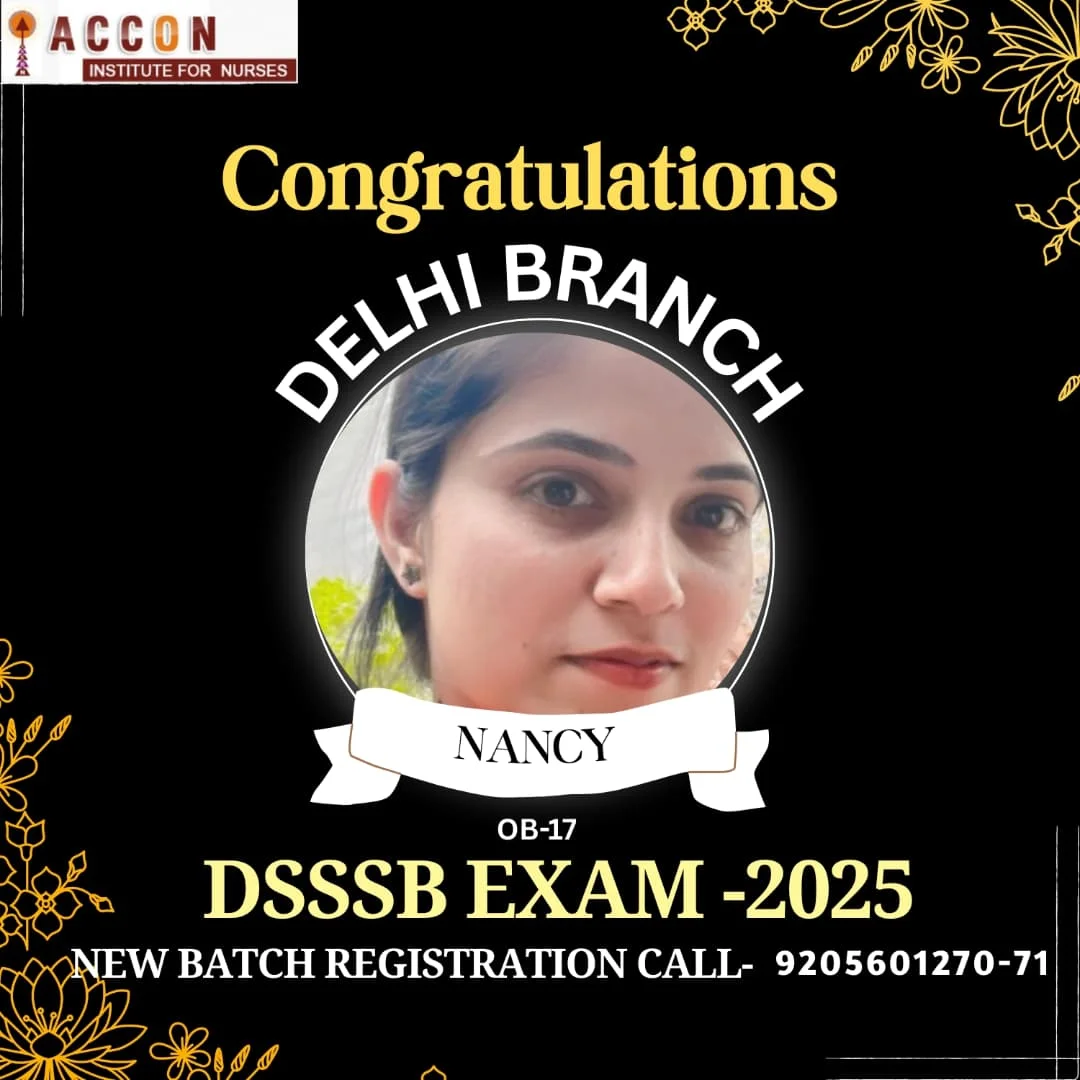 ACCON
INSTITUTE FOR NURSES
Congratulations
DELHI BRANCH
NANCY
OB-17
DSSSB EXAM -2025
NEW BATCH REGISTRATION CALL- 9205601270-71